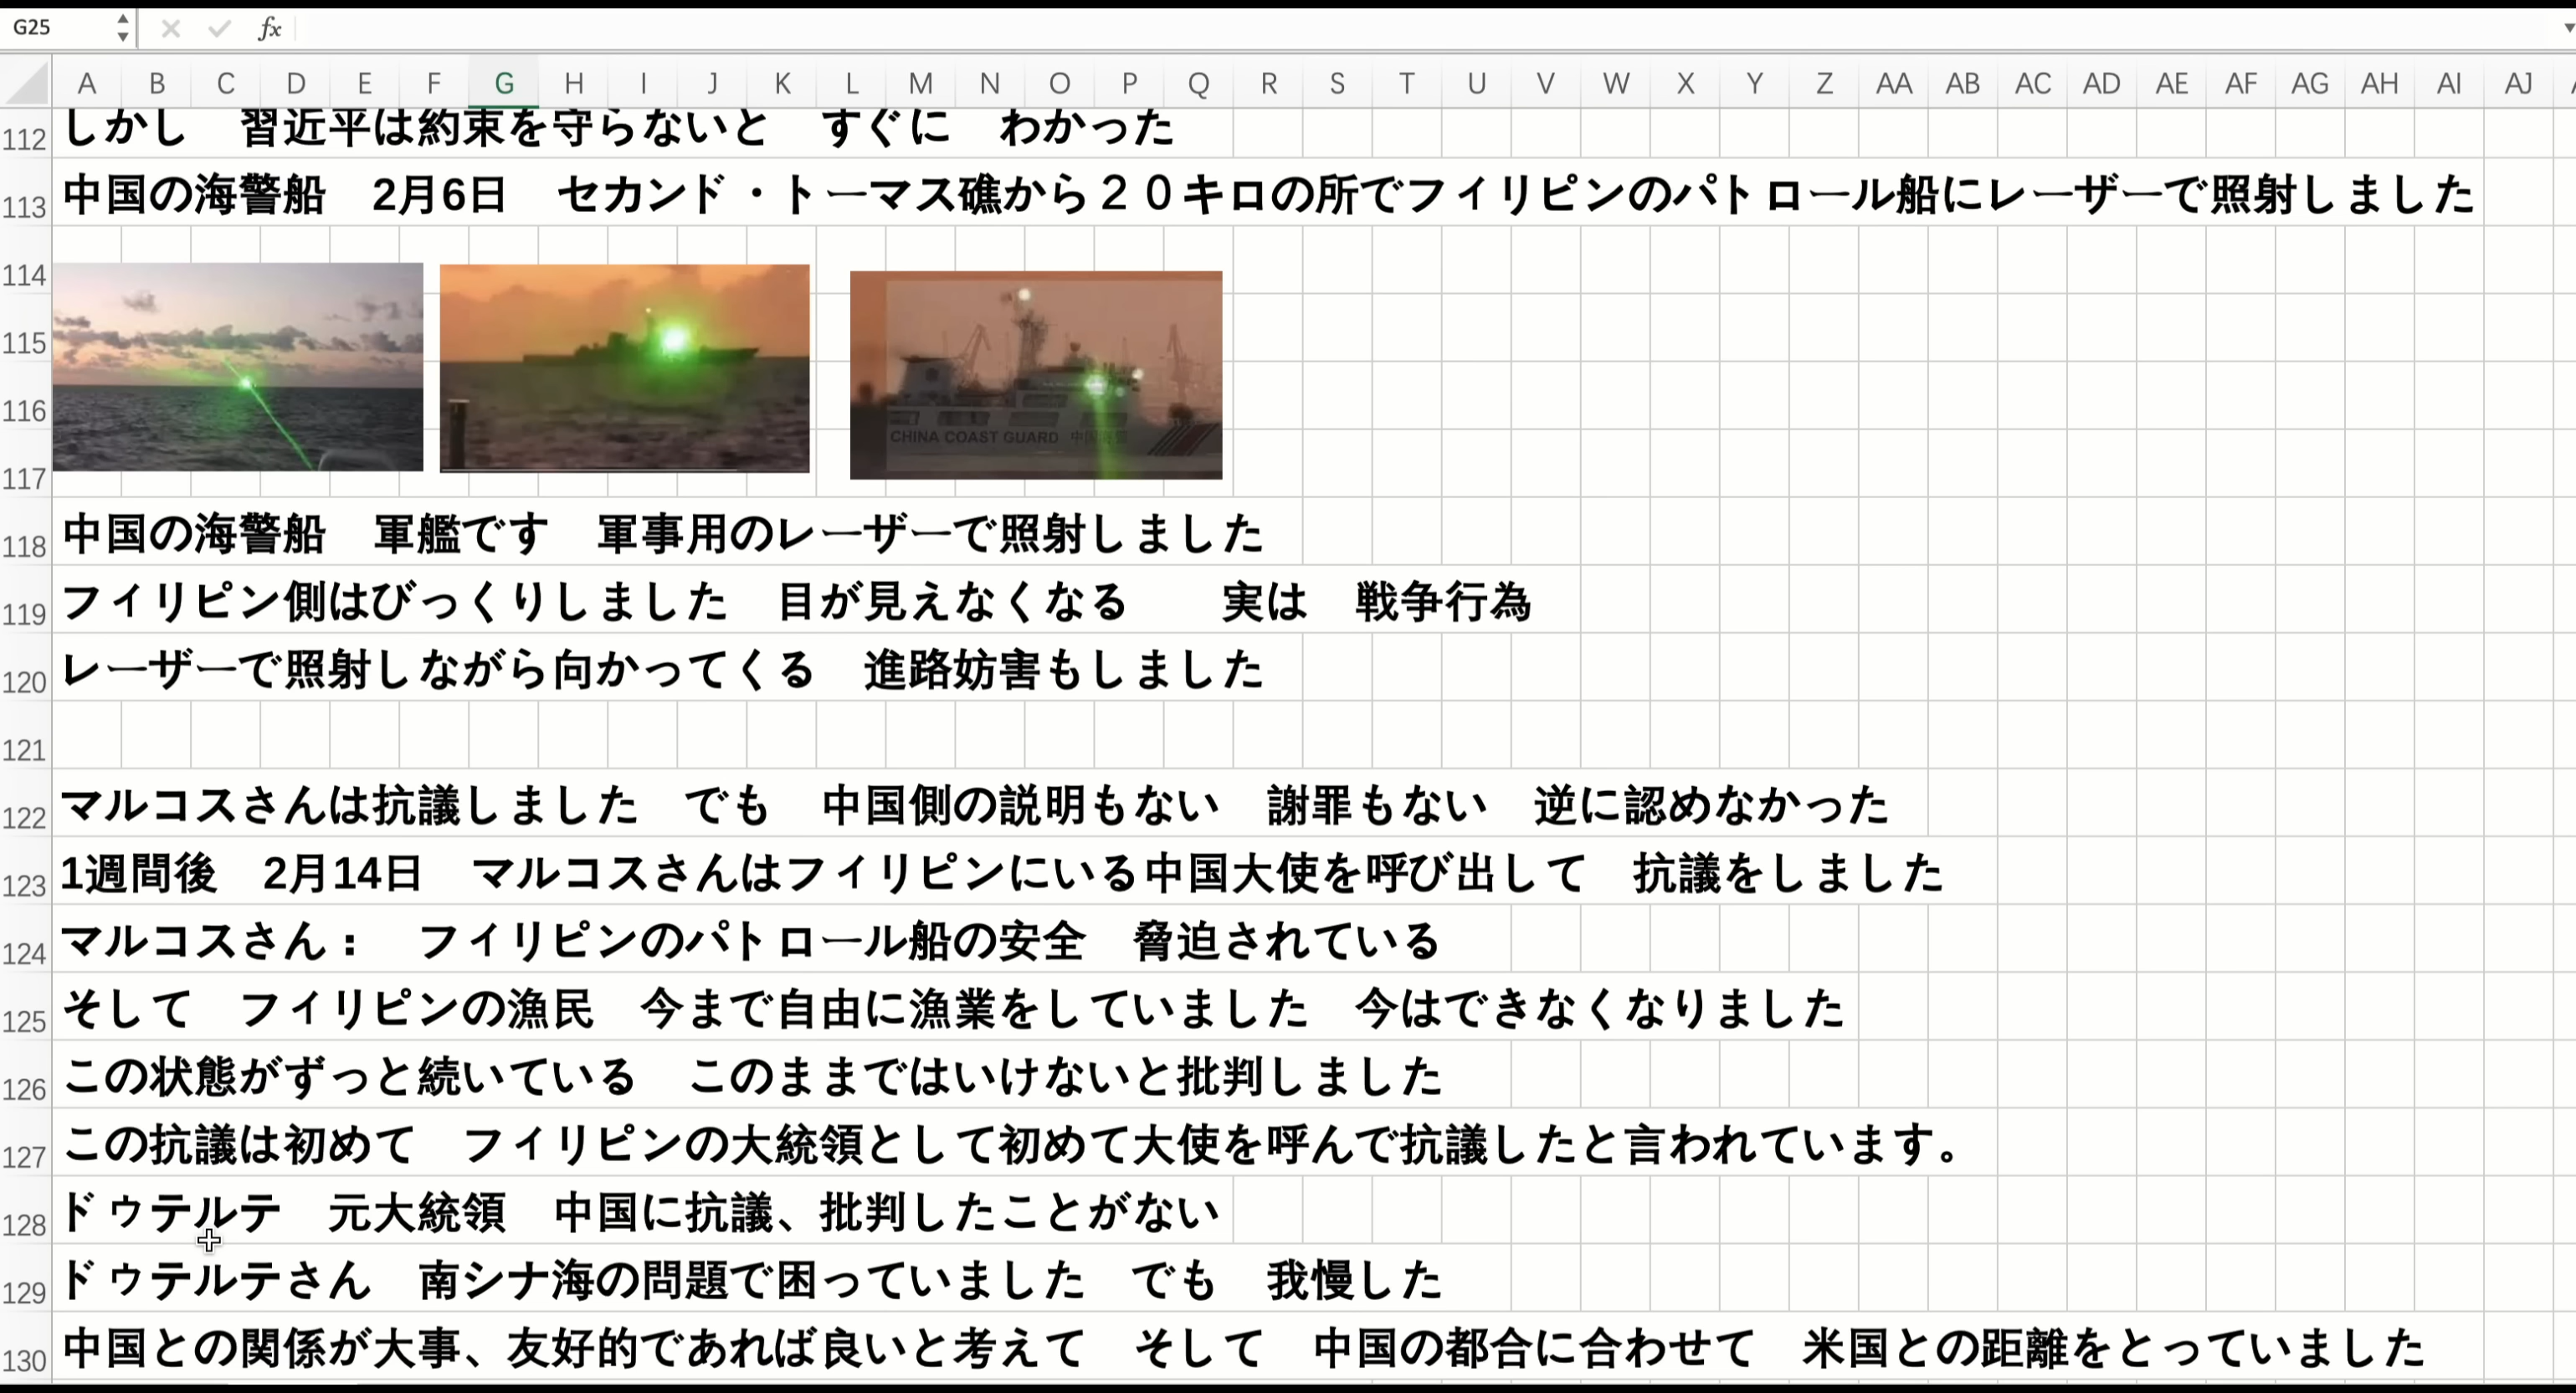 G25 fx
A B C D E F G H I J K L M N O P Q R S T U V W X Y Z AA AB AC AD AE AF AG AH AI AJ
112 しかし　習近平は約束を守らないと　すぐに　わかった
113 中国の海警船　2月6日　セカンド・トーマス礁から２０キロの所でフィリピンのパトロール船にレーザーで照射しました
114
115
116
CHINA COAST GUARD 中国海警
117
118 中国の海警船　軍艦です　軍事用のレーザーで照射しました
119 フィリピン側はびっくりしました　目が見えなくなる　　実は　戦争行為
120 レーザーで照射しながら向かってくる　進路妨害もしました
121
122 マルコスさんは抗議しました　でも　中国側の説明もない　謝罪もない　逆に認めなかった
123 1週間後　2月14日　マルコスさんはフィリピンにいる中国大使を呼び出して　抗議をしました
124 マルコスさん：　フィリピンのパトロール船の安全　脅迫されている
125 そして　フィリピンの漁民　今まで自由に漁業をしていました　今はできなくなりました
126 この状態がずっと続いている　このままではいけないと批判しました
127 この抗議は初めて　フィリピンの大統領として初めて大使を呼んで抗議したと言われています。
128 ドゥテルテ　元大統領　中国に抗議、批判したことがない
129 ドゥテルテさん　南シナ海の問題で困っていました　でも　我慢した
130 中国との関係が大事、友好的であれば良いと考えて　そして　中国の都合に合わせて　米国との距離をとっていました